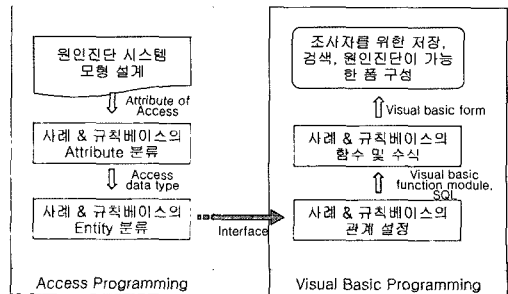 원인진단 시스템
모형 설계
Attribute of
Access
사례 & 규칙베이스의
Attribute 분류
Access
data type
사례 & 규칙베이스의
Entity 분류
Interface
Access Programming
조사자를 위한 저장,
검색, 원인진단이 가능
한 폼 구성
Visual basic form
사례 & 규칙베이스의
함수 및 수식
Visual basic
function module,
SQL
사례 & 규칙베이스의
관계 설정
Visual Basic Programming